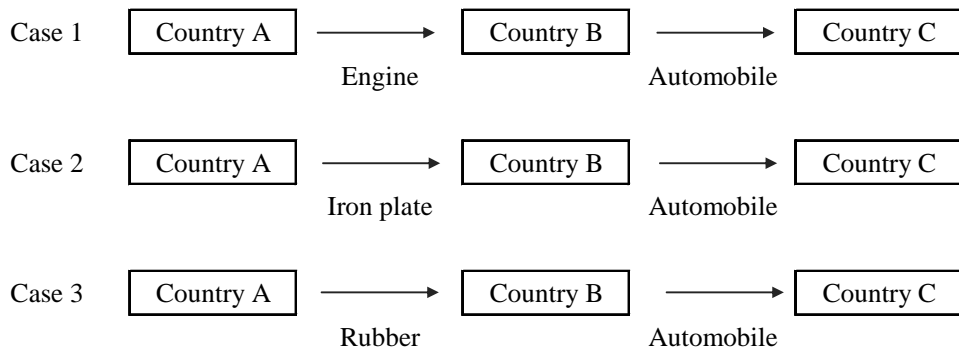 Case 1 Country A Country B Country C
Engine Automobile
Case 2 Country A Country B Country C
Iron plate Automobile
Case 3 Country A Country B Country C
Rubber Automobile